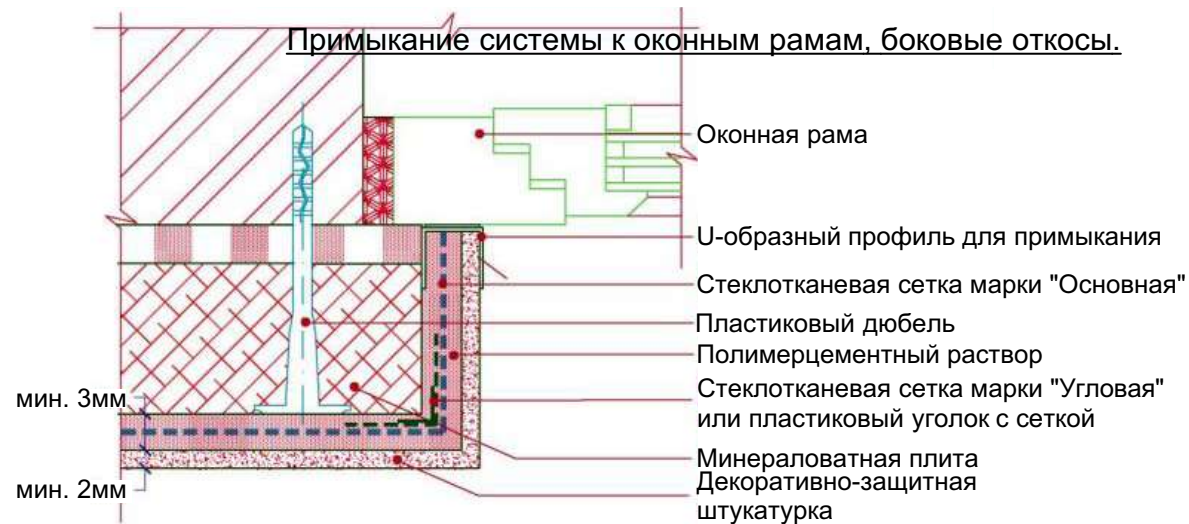 Примыкание системы к оконным рамам, боковые откосы.
Оконная рама
U-образный профиль для примыкания
Стеклотканевая сетка марки "Основная"
Пластиковый дюбель
Полимерцементный раствор
Стеклотканевая сетка марки "Угловая"
или пластиковый уголок с сеткой
Минераловатная плита
Декоративно-защитная
штукатурка
мин. 3мм
мин. 2мм